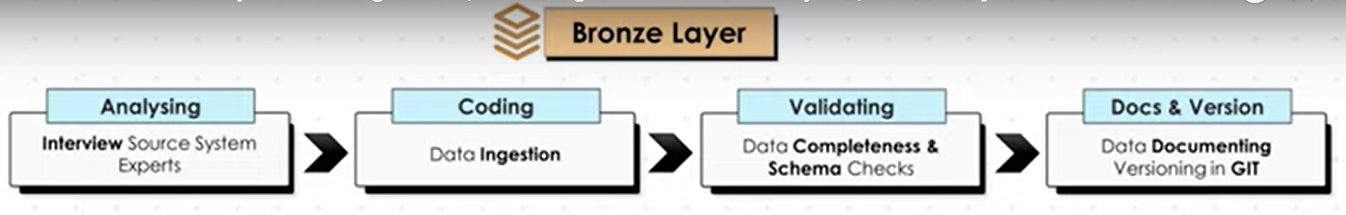 Bronze Layer
Analysing
Interview Source System
Experts
Coding
Data Ingestion
Validating
Data Completeness &
Schema Checks
Docs & Version
Data Documenting
Versioning in GIT